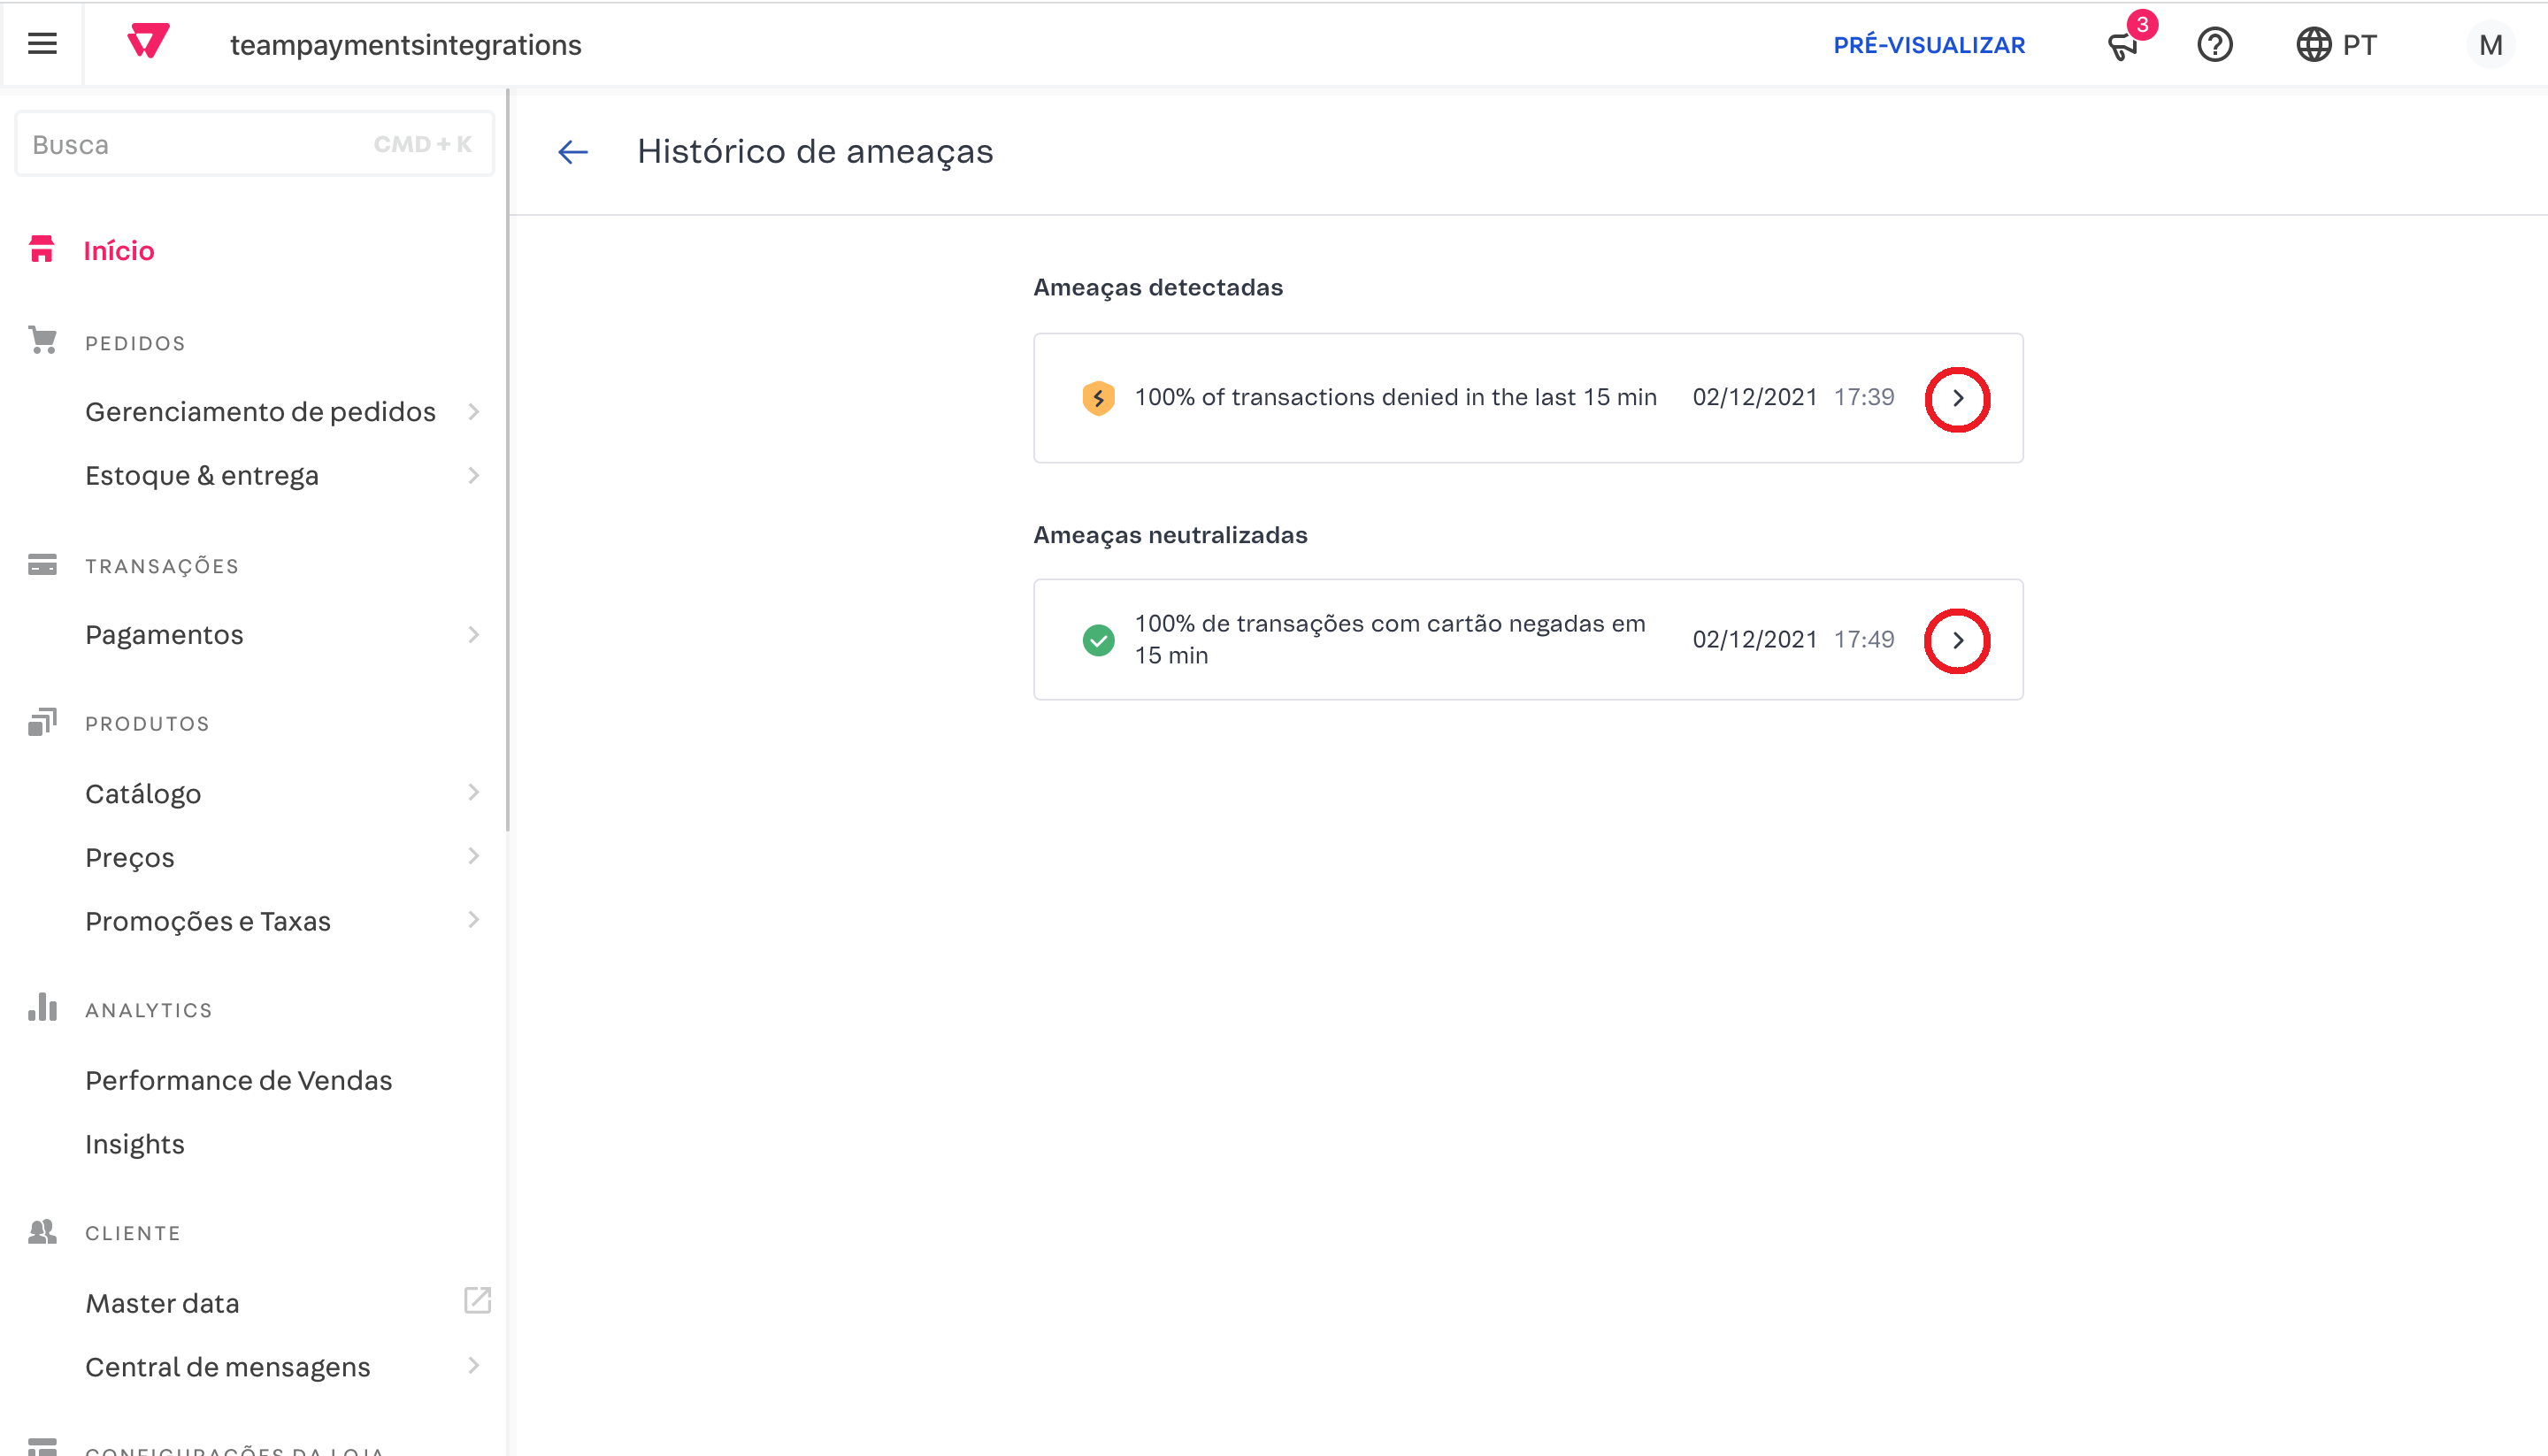 teampaymentsintegrations
PRÉ-VISUALIZAR
3
PT
M
Busca
CMD + K
Início
PEDIDOS
Gerenciamento de pedidos
Estoque & entrega
TRANSAÇÕES
Pagamentos
PRODUTOS
Catálogo
Preços
Promoções e Taxas
ANALYTICS
Performance de Vendas
Insights
CLIENTE
Master data
Central de mensagens
CONFIGURAÇÕES DA LOJA
Histórico de ameaças
Ameaças detectadas
100% of transactions denied in the last 15 min 02/12/2021 17:39
Ameaças neutralizadas
100% de transações com cartão negadas em
15 min
02/12/2021 17:49